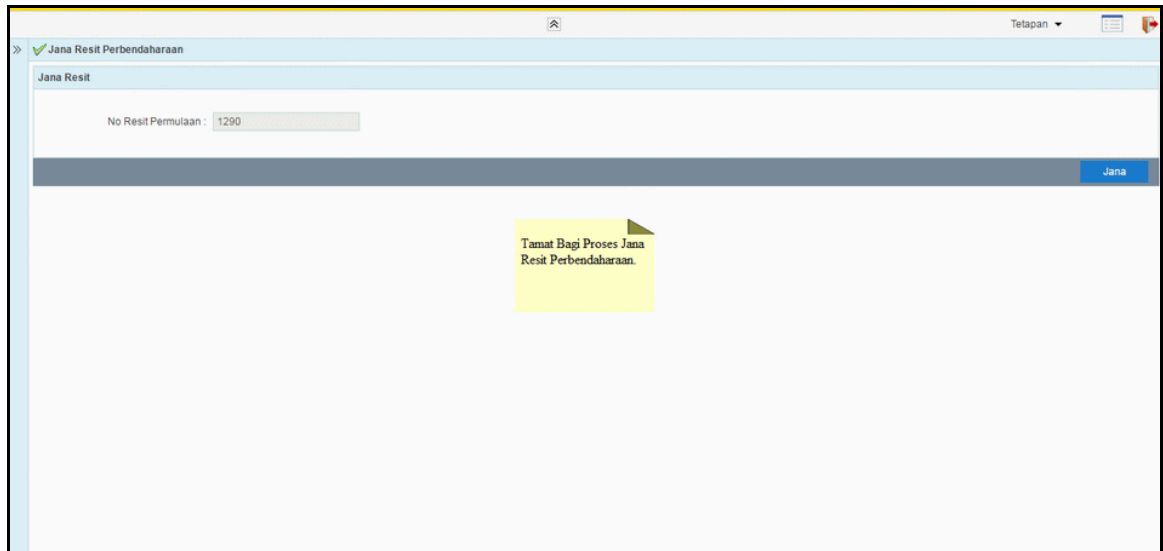 Tetapan
Jana Resit Perbendaharaan
Jana Resit
No Resit Permulaan : 1290
Jana
Tamat Bagi Proses Jana
Resit Perbendaharaan.